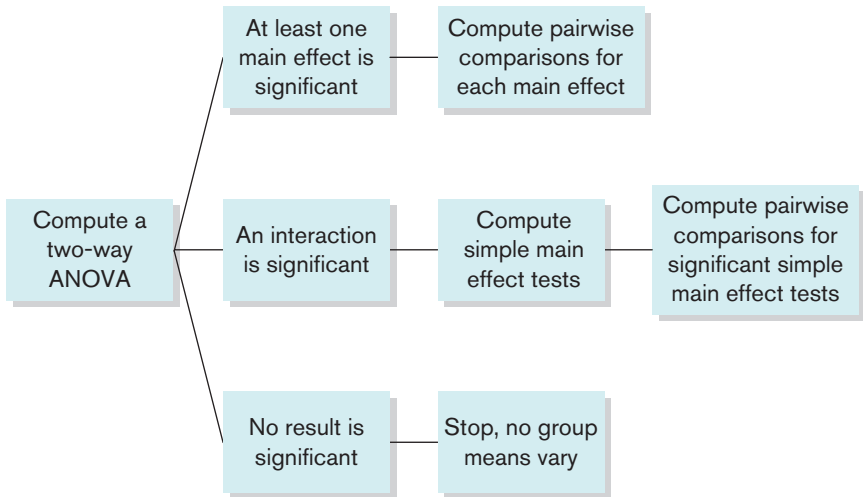 At least one
main effect is
significant
Compute pairwise
comparisons for
each main effect
Compute a
two-way
ANOVA
An interaction
is significant
Compute
simple main
effect tests
Compute pairwise
comparisons for
significant simple
main effect tests
No result is
significant
Stop, no group
means vary